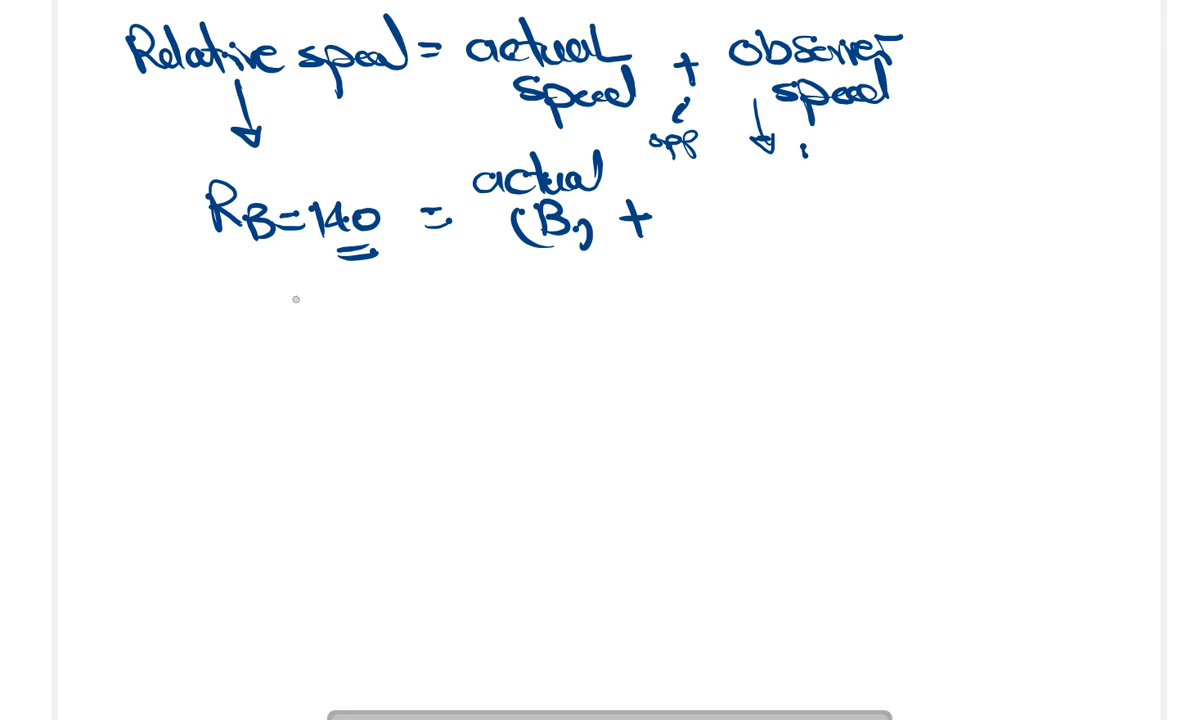 Relative speed = actual speed + observer speed
opp
RB = 140 = actual (B) +